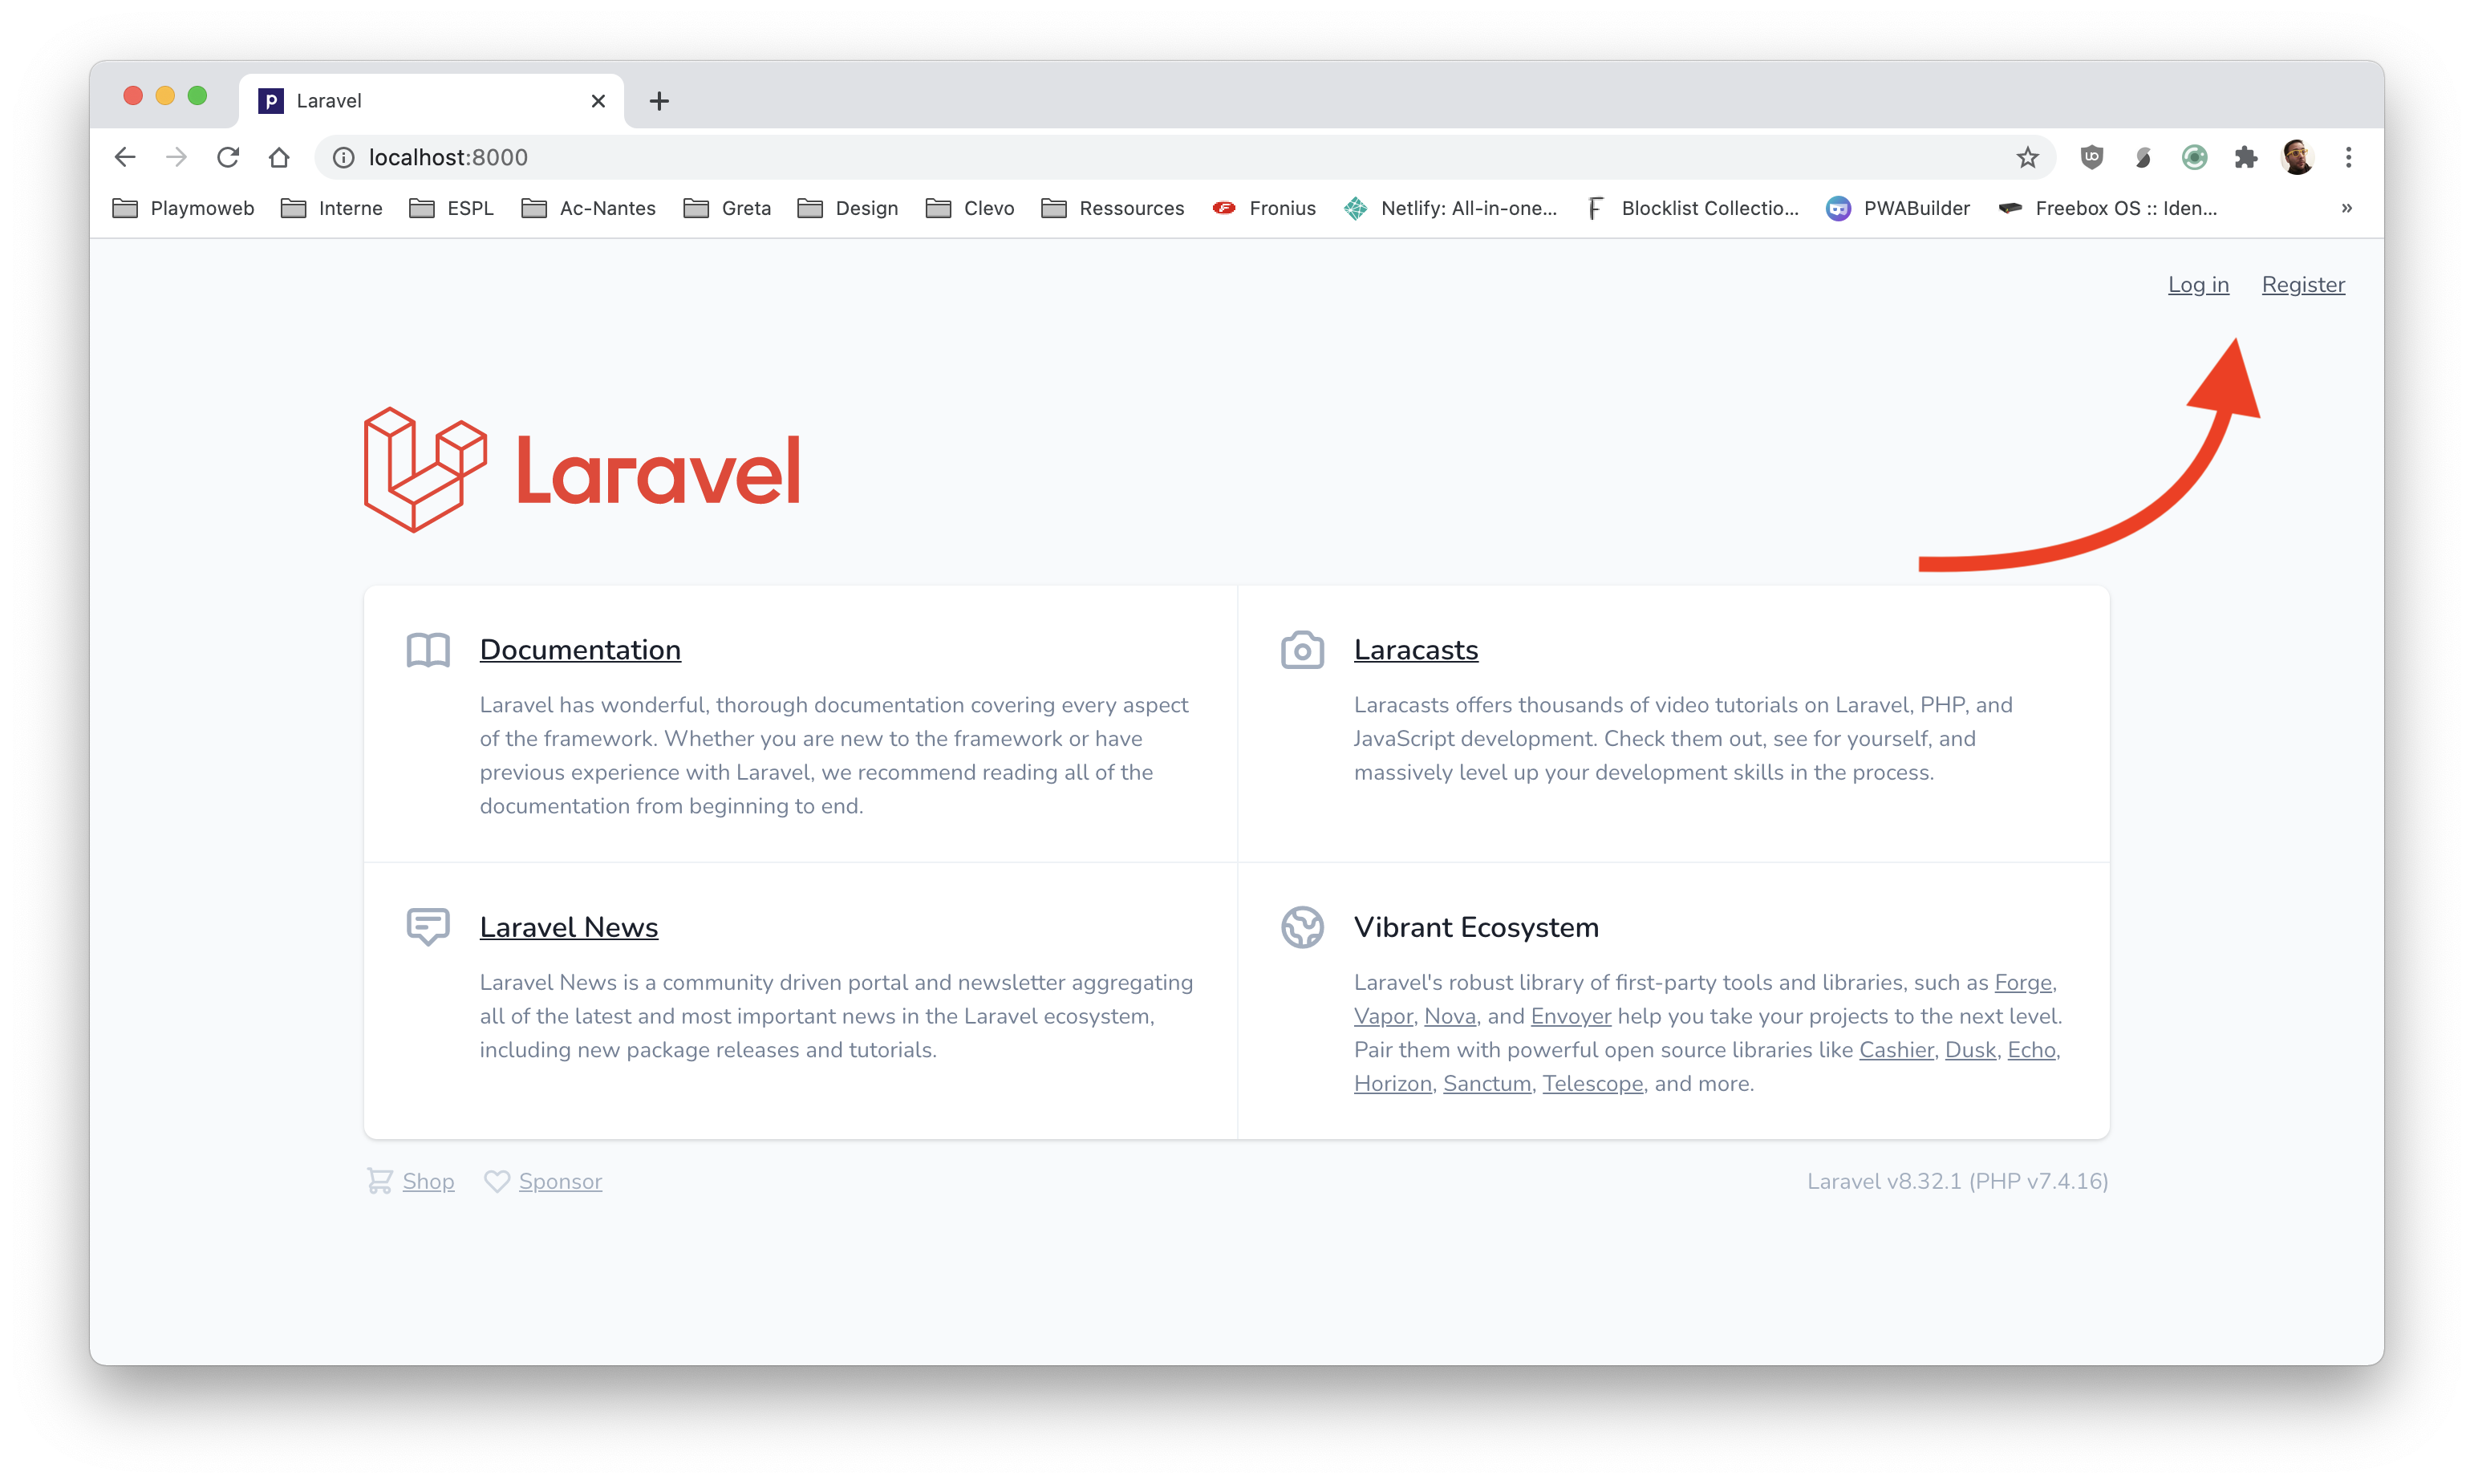 Laravel
localhost:8000
Playmoweb Interne ESPL Ac-Nantes Greta Design Clevo Ressources Fronius Netlify: All-in-one... Blocklist Collectio... PWABuilder Freebox OS :: Iden... »
Log in Register
Laravel
Documentation
Laravel has wonderful, thorough documentation covering every aspect
of the framework. Whether you are new to the framework or have
previous experience with Laravel, we recommend reading all of the
documentation from beginning to end.
Laracasts
Laracasts offers thousands of video tutorials on Laravel, PHP, and
JavaScript development. Check them out, see for yourself, and
massively level up your development skills in the process.
Laravel News
Laravel News is a community driven portal and newsletter aggregating
all of the latest and most important news in the Laravel ecosystem,
including new package releases and tutorials.
Vibrant Ecosystem
Laravel's robust library of first-party tools and libraries, such as Forge,
Vapor, Nova, and Envoyer help you take your projects to the next level.
Pair them with powerful open source libraries like Cashier, Dusk, Echo,
Horizon, Sanctum, Telescope, and more.
Shop Sponsor
Laravel v8.32.1 (PHP v7.4.16)